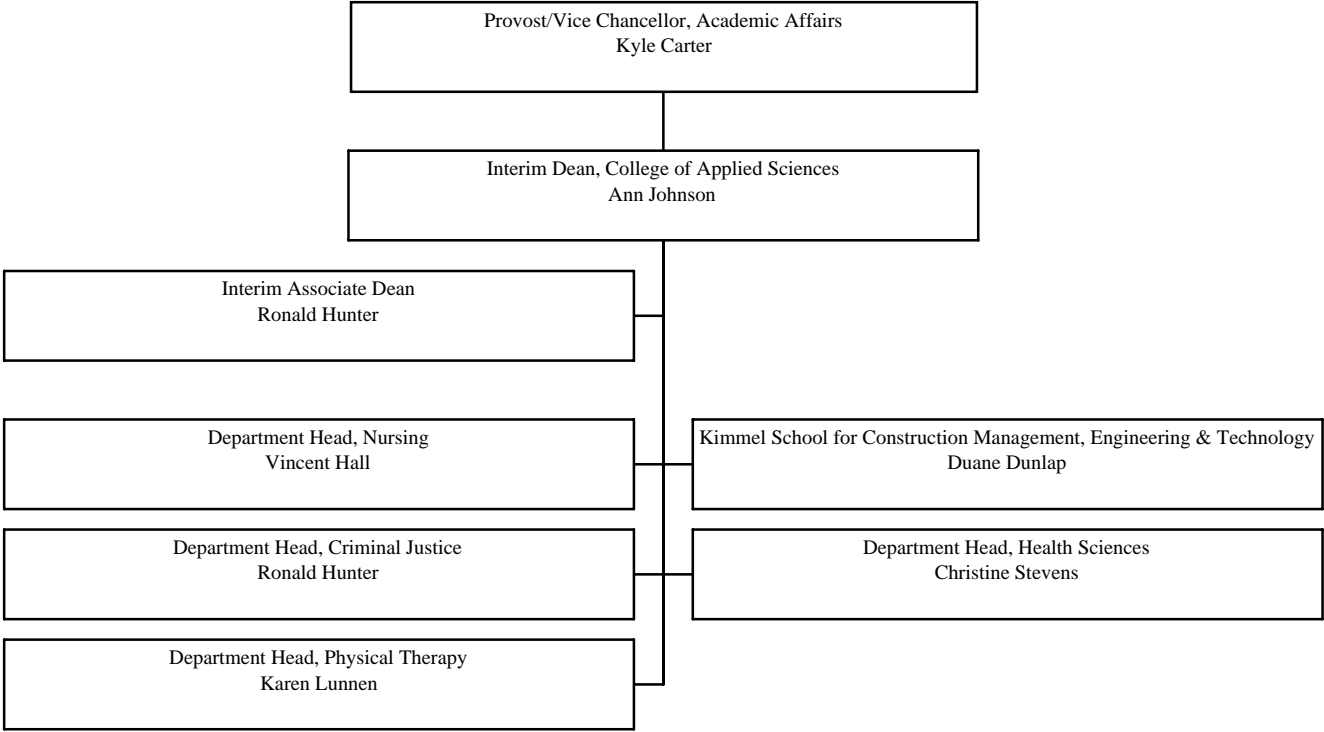 Provost/Vice Chancellor, Academic Affairs
Kyle Carter
Interim Dean, College of Applied Sciences
Ann Johnson
Interim Associate Dean
Ronald Hunter
Department Head, Nursing
Vincent Hall
Kimmel School for Construction Management, Engineering & Technology
Duane Dunlap
Department Head, Criminal Justice
Ronald Hunter
Department Head, Health Sciences
Christine Stevens
Department Head, Physical Therapy
Karen Lunnen